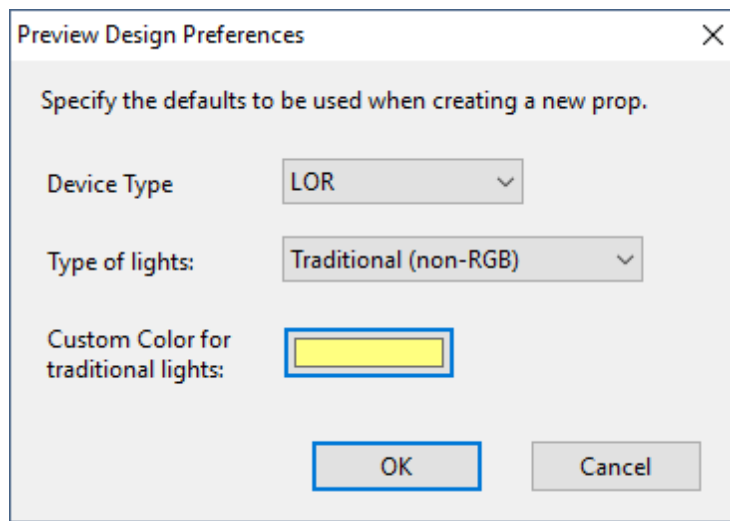 Preview Design Preferences
Specify the defaults to be used when creating a new prop.
Device Type
LOR
Type of lights:
Traditional (non-RGB)
Custom Color for
traditional lights:
OK
Cancel